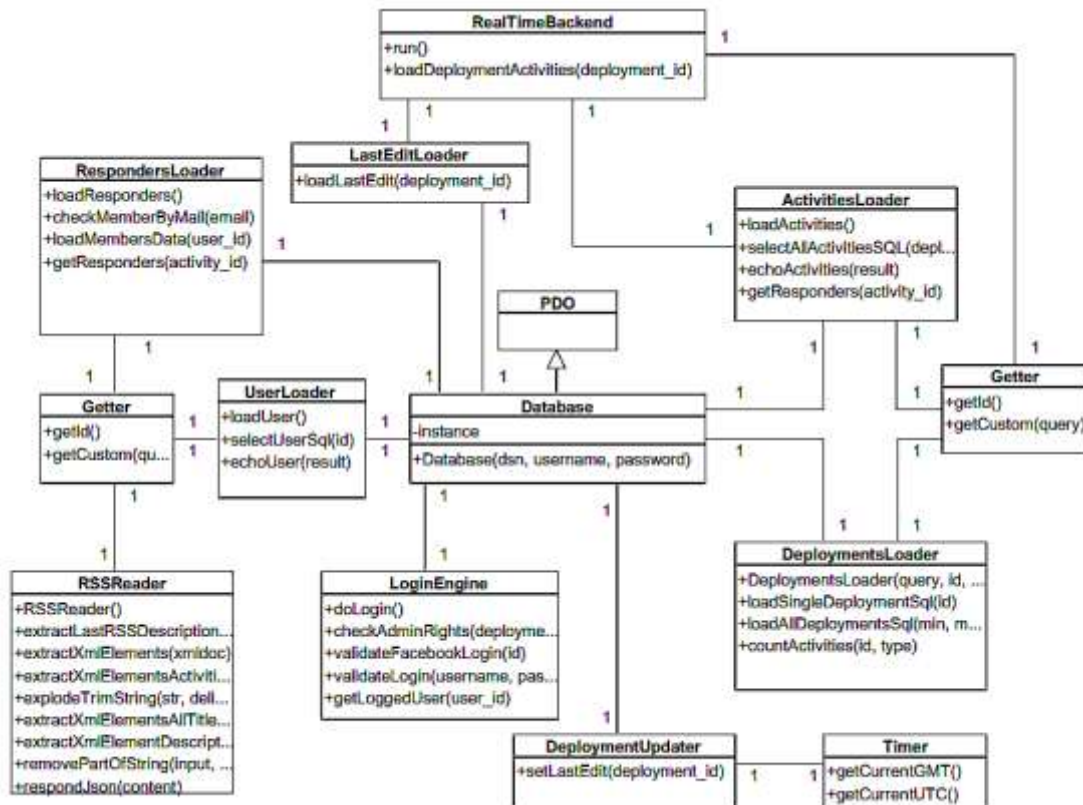 RealTimeBackend
+run()
+loadDeploymentActivities(deployment_id)
1
1
1
1
1
LastEditLoader
+loadLastEdit(deployment_id)
1
RespondersLoader
+loadResponders()
+checkMemberByMail(email)
+loadMembersData(user_id)
+getResponders(activity_id)
1
1
ActivitiesLoader
+loadActivities()
+selectAllActivitiesSQL(depl...
+echoActivities(result)
+getResponders(activity_id)
1
1
1
PDO
1
1
1
1
1
1
Getter
+getId()
+getCustom(qu...
1
1
1
UserLoader
+loadUser()
+selectUserSql(id)
+echoUser(result)
1
1
Database
-instance
+Database(dsn, username, password)
1
1
1
1
Getter
+getId()
+getCustom(query)
1
1
1
RSSReader
+RSSReader()
+extractLastRSSDescription...
+extractXmlElements(xmldoc)
+extractXmlElementsActiviti...
+explodeTrimString(str, deli...
+extractXmlElementsAllTitle...
+extractXmlElementDescript...
+removePartOfString(input, ...
+respondJson(content)
1
LoginEngine
+doLogin()
+checkAdminRights(deployme...
+validateFacebookLogin(id)
+validateLogin(username, pas...
+getLoggedUser(user_id)
1
1
DeploymentsLoader
+DeploymentsLoader(query, id, ...
+loadSingleDeploymentSql(id)
+loadAllDeploymentsSql(min, m...
+countActivities(id, type)
1
DeploymentUpdater
+setLastEdit(deployment_id)
1
1
Timer
+getCurrentGMT()
+getCurrentUTC()